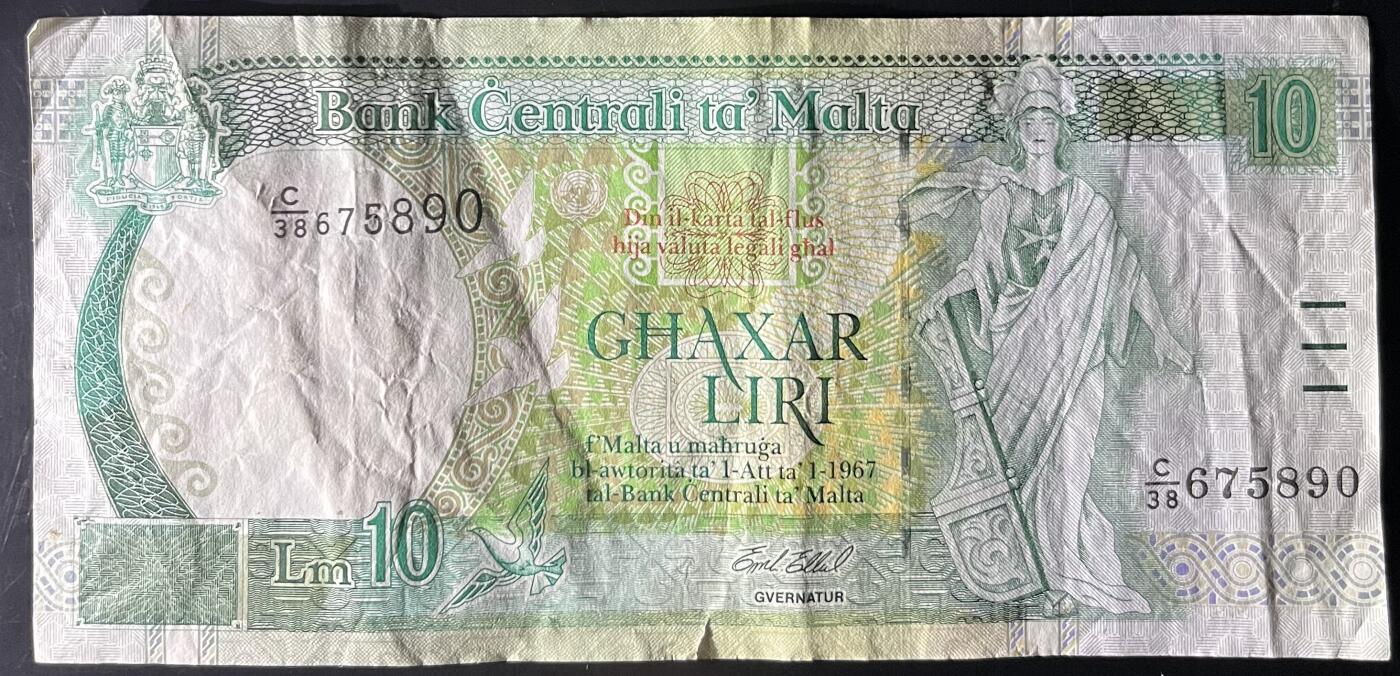 Bank Ċentrali ta' Malta
10
C/38 675890
Din il-karta tal-flus
hija valuta legali għal
GĦAXAR
LIRI
f'Malta u maħruġa
bl-awtorità ta' l-Att ta' l-1967
tal-Bank Ċentrali ta' Malta
C/38 675890
Lm 10
GVERNATUR